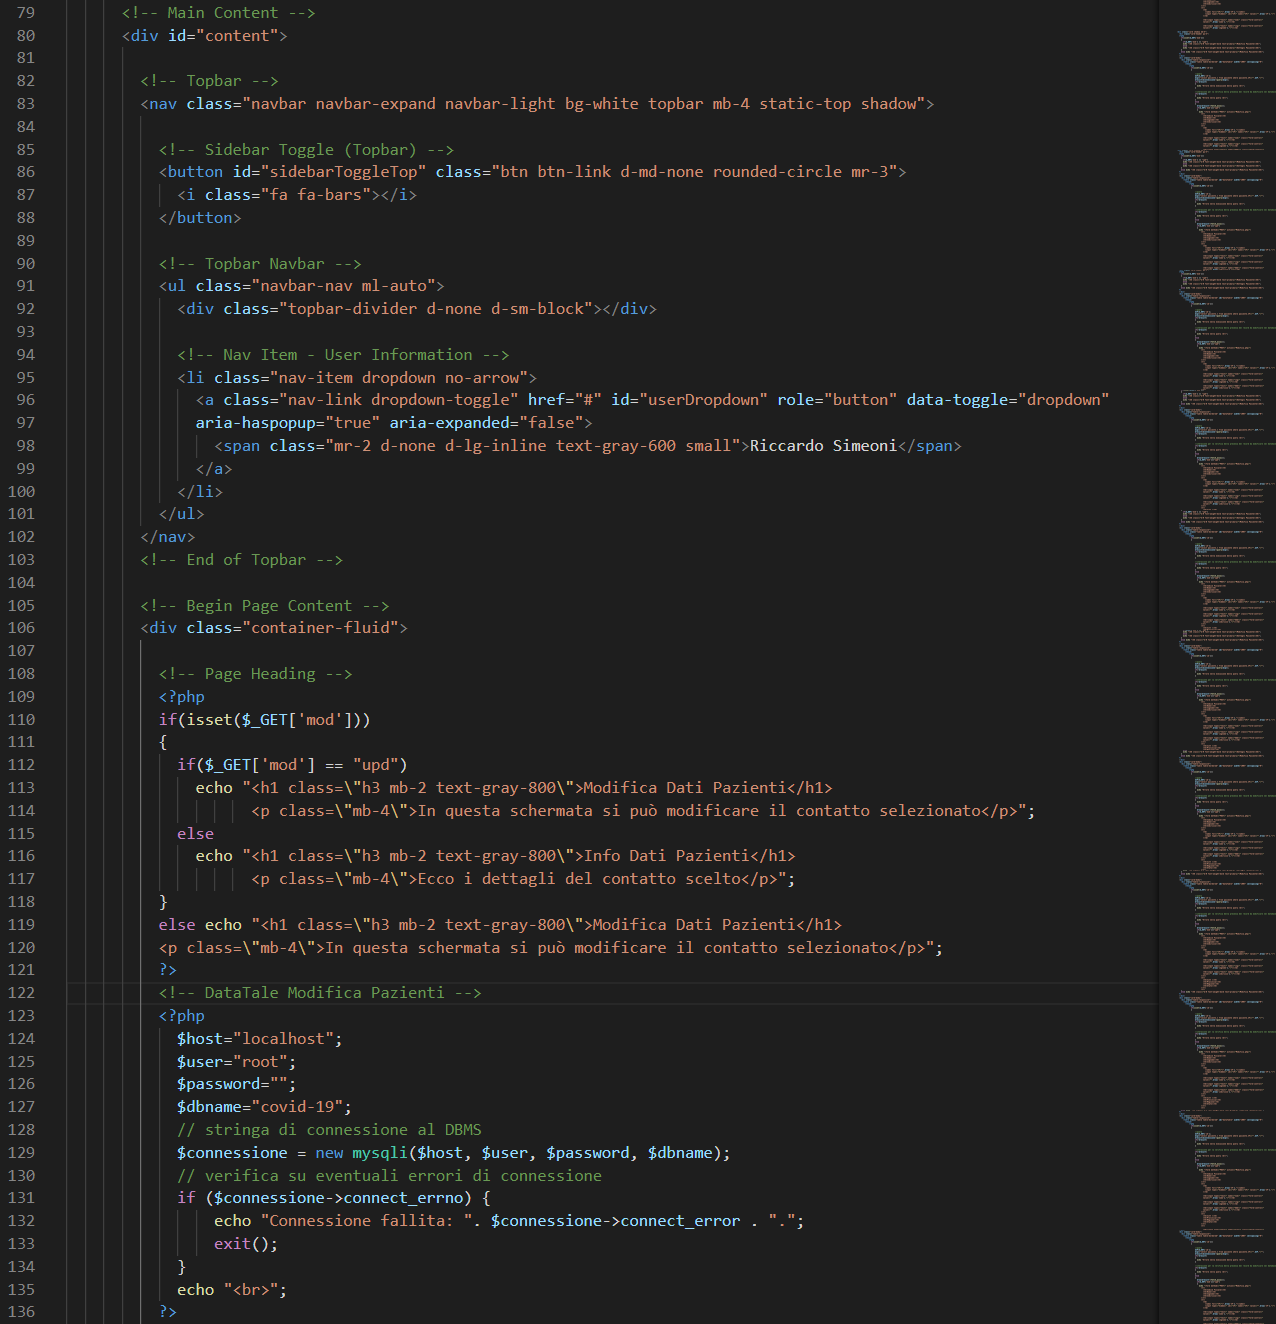 79 <!-- Main Content -->
80 <div id="content">
81
82 <!-- Topbar -->
83 <nav class="navbar navbar-expand navbar-light bg-white topbar mb-4 static-top shadow">
84
85 <!-- Sidebar Toggle (Topbar) -->
86 <button id="sidebarToggleTop" class="btn btn-link d-md-none rounded-circle mr-3">
87 <i class="fa fa-bars"></i>
88 </button>
89
90 <!-- Topbar Navbar -->
91 <ul class="navbar-nav ml-auto">
92 <div class="topbar-divider d-none d-sm-block"></div>
93
94 <!-- Nav Item - User Information -->
95 <li class="nav-item dropdown no-arrow">
96 <a class="nav-link dropdown-toggle" href="#" id="userDropdown" role="button" data-toggle="dropdown"
97 aria-haspopup="true" aria-expanded="false">
98 <span class="mr-2 d-none d-lg-inline text-gray-600 small">Riccardo Simeoni</span>
99 </a>
100 </li>
101 </ul>
102 </nav>
103 <!-- End of Topbar -->
104
105 <!-- Begin Page Content -->
106 <div class="container-fluid">
107
108 <!-- Page Heading -->
109 <?php
110 if(isset($_GET['mod']))
111 {
112 if($_GET['mod'] == "upd")
113 echo "<h1 class=\"h3 mb-2 text-gray-800\">Modifica Dati Pazienti</h1>
114 <p class=\"mb-4\">In questa schermata si può modificare il contatto selezionato</p>";
115 else
116 echo "<h1 class=\"h3 mb-2 text-gray-800\">Info Dati Pazienti</h1>
117 <p class=\"mb-4\">Ecco i dettagli del contatto scelto</p>";
118 }
119 else echo "<h1 class=\"h3 mb-2 text-gray-800\">Modifica Dati Pazienti</h1>
120 <p class=\"mb-4\">In questa schermata si può modificare il contatto selezionato</p>";
121 ?>
122 <!-- DataTale Modifica Pazienti -->
123 <?php
124 $host="localhost";
125 $user="root";
126 $password="";
127 $dbname="covid-19";
128 // stringa di connessione al DBMS
129 $connessione = new mysqli($host, $user, $password, $dbname);
130 // verifica su eventuali errori di connessione
131 if ($connessione->connect_errno) {
132 echo "Connessione fallita: ". $connessione->connect_error . ".";
133 exit();
134 }
135 echo "<br>";
136 ?>